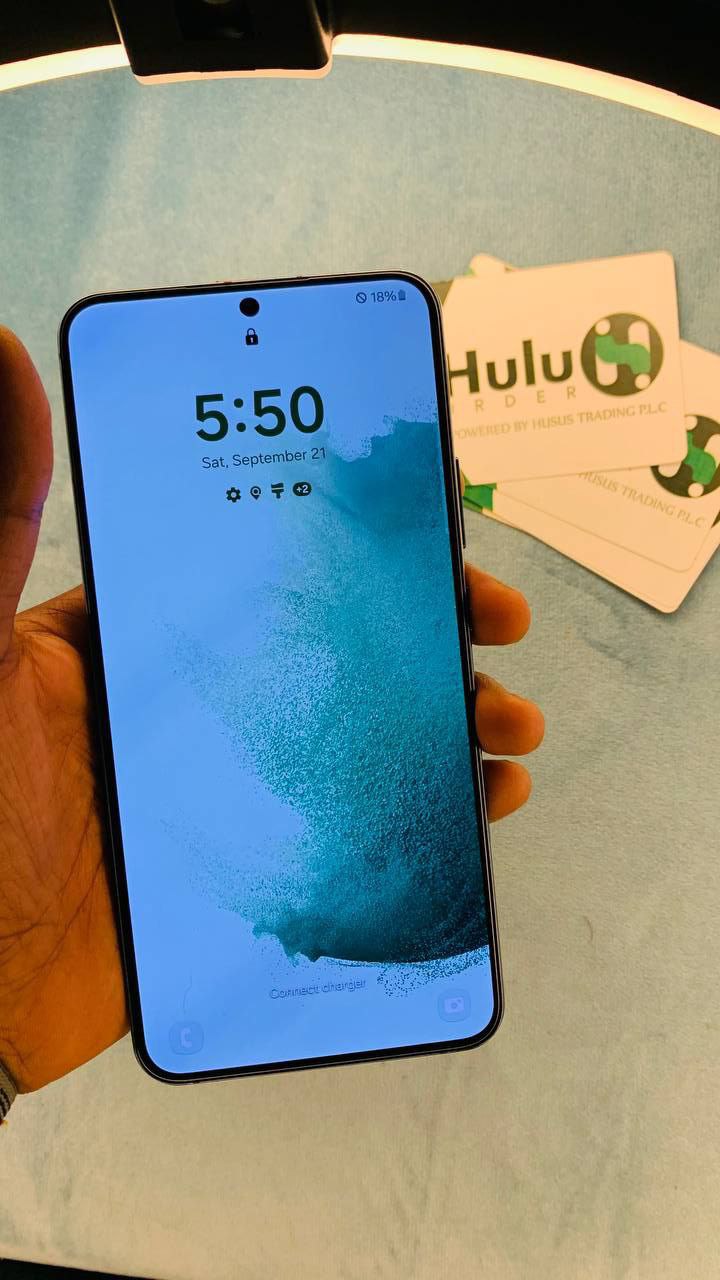 18%
5:50
Sat, September 21
+2
Connect charger
Hulu
RDER
POWERED BY HUSUS TRADING P.L.C
HUSUS TRADING P.L.C